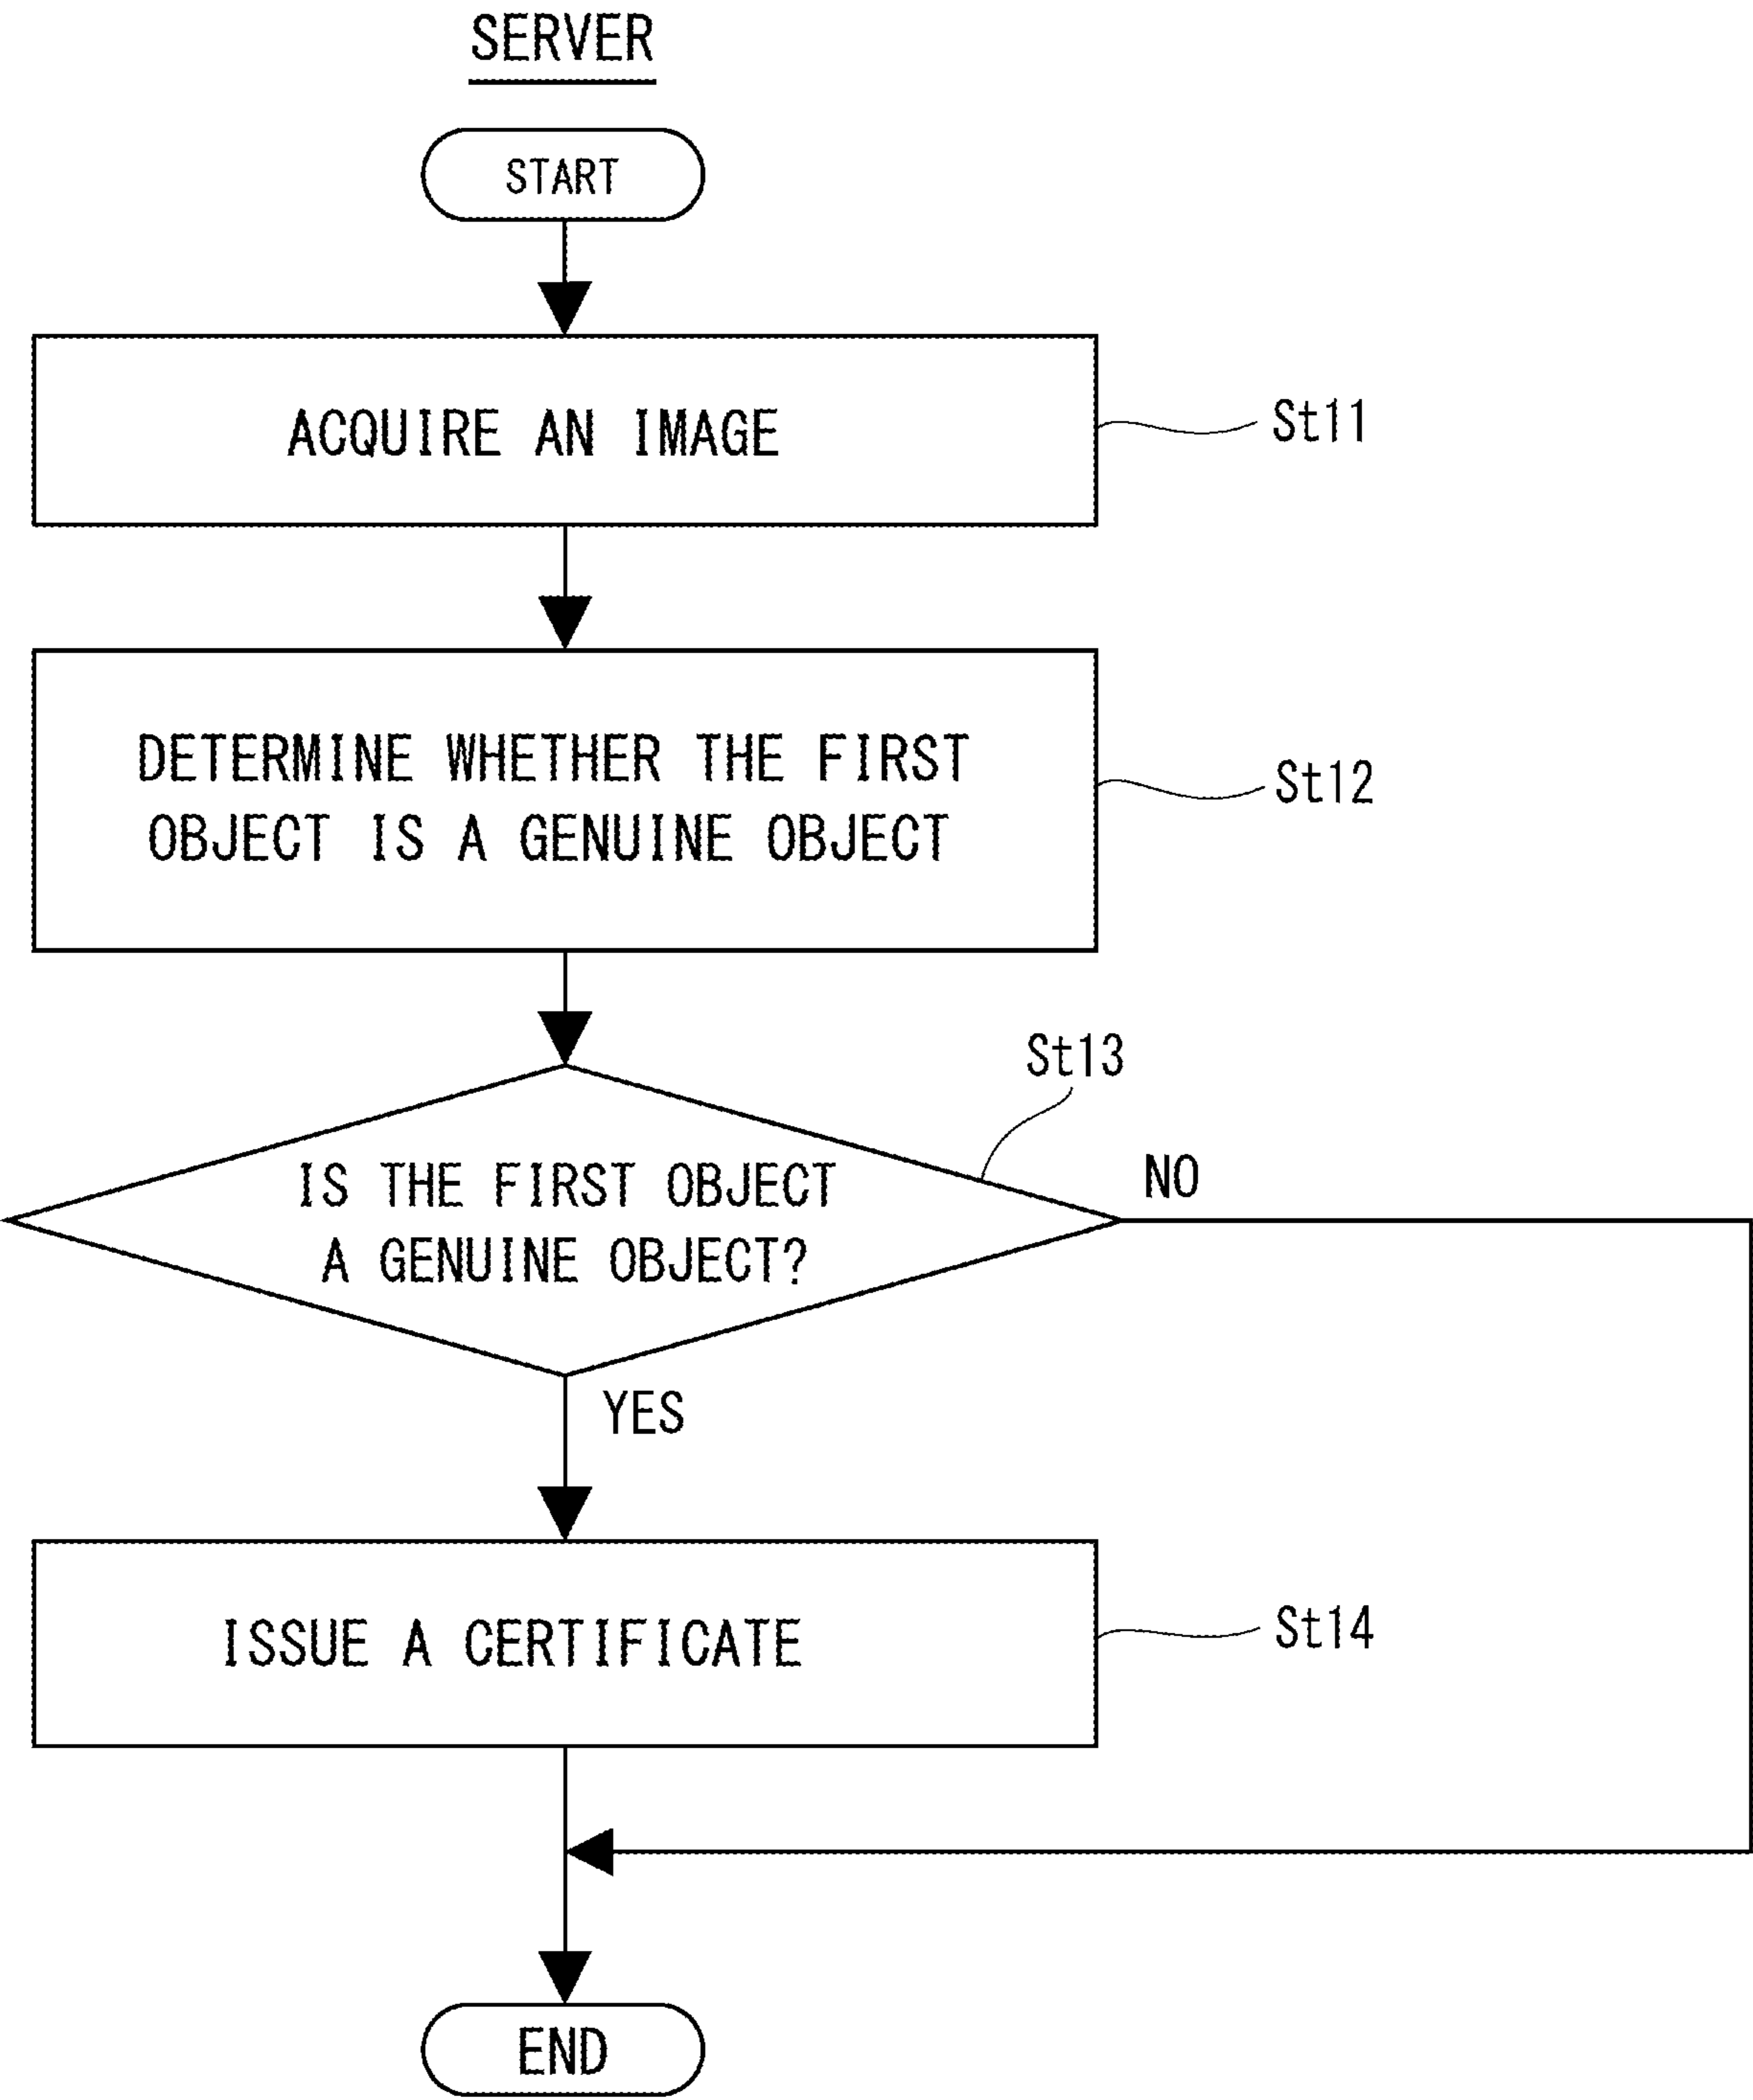 SERVER
START
ACQUIRE AN IMAGE
St11
DETERMINE WHETHER THE FIRST
OBJECT IS A GENUINE OBJECT
St12
St13
IS THE FIRST OBJECT
A GENUINE OBJECT?
NO
YES
ISSUE A CERTIFICATE
St14
END